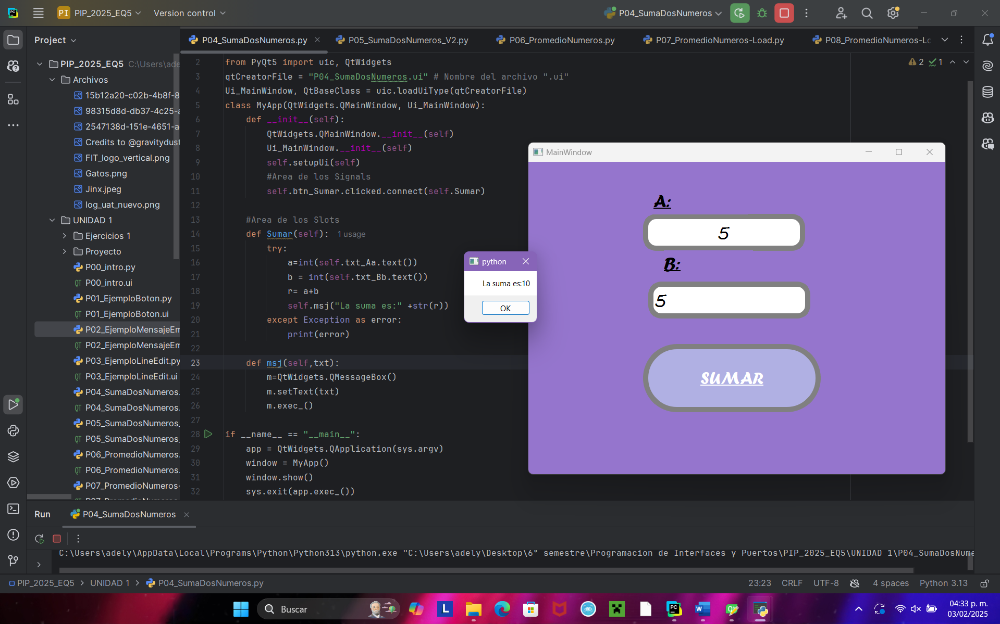 PI PIP_2025_EQ5
Version control
P04_SumaDosNumeros
Project
P04_SumaDosNumeros.py
P05_SumaDosNumeros_V2.py
P06_PromedioNumeros.py
P07_PromedioNumeros-Load.py
P08_PromedioNumeros-Lo
PIP_2025_EQ5 C:\Users\ade
Archivos
15b12a20-c02b-4b8f-8
98315d8d-db37-4c25-a
2547138d-151e-4651-a
Credits to @gravitydust
FIT_logo_vertical.png
Gatos.png
Jinx.jpeg
log_uat_nuevo.png
UNIDAD 1
Ejercicios 1
Proyecto
P00_intro.py
P00_intro.ui
P01_EjemploBoton.py
P01_EjemploBoton.ui
P02_EjemploMensajeEm
P02_EjemploMensajeEm
P03_EjemploLineEdit.py
P03_EjemploLineEdit.ui
P04_SumaDosNumeros.
P04_SumaDosNumeros.
P05_SumaDosNumeros_
P05_SumaDosNumeros_
P06_PromedioNumeros.
P06_PromedioNumeros.
P07_PromedioNumeros-
2 from PyQt5 import uic, QtWidgets
3 qtCreatorFile = "P04_SumaDosNumeros.ui" # Nombre del archivo ".ui"
4 Ui_MainWindow, QtBaseClass = uic.loadUiType(qtCreatorFile)
5 class MyApp(QtWidgets.QMainWindow, Ui_MainWindow):
6 def __init__(self):
7 QtWidgets.QMainWindow.__init__(self)
8 Ui_MainWindow.__init__(self)
9 self.setupUi(self)
10 #Area de los Signals
11 self.btn_Sumar.clicked.connect(self.Sumar)
12
13 #Area de los Slots
14 def Sumar(self): 1 usage
15 try:
16 a=int(self.txt_Aa.text())
17 b = int(self.txt_Bb.text())
18 r= a+b
19 self.msj("La suma es:" +str(r))
20 except Exception as error:
21 print(error)
22
23 def msj(self,txt):
24 m=QtWidgets.QMessageBox()
25 m.setText(txt)
26 m.exec_()
27
28 if __name__ == "__main__":
29 app = QtWidgets.QApplication(sys.argv)
30 window = MyApp()
31 window.show()
32 sys.exit(app.exec_())
2 1
MainWindow
A:
5
B:
5
SUMAR
python
La suma es:10
OK
Run P04_SumaDosNumeros
C:\Users\adely\AppData\Local\Programs\Python\Python313\python.exe "C:\Users\adely\Desktop\6° semestre\Programacion de Interfaces y Puertos\PIP_2025_EQ5\UNIDAD 1\P04_SumaDosNume
PIP_2025_EQ5 > UNIDAD 1 > P04_SumaDosNumeros.py
23:23 CRLF UTF-8 4 spaces Python 3.13
Buscar
04:33 p. m.
03/02/2025